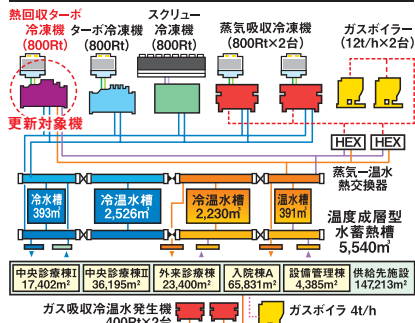 熱回収ターボ
冷凍機
(800Rt)
ターボ冷凍機
(800Rt)
スクリュー
冷凍機
(800Rt)
蒸気吸収冷凍機
(800Rt×2台)
ガスボイラー
(12t/h×2台)
更新対象機
HEX
HEX
蒸気ー温水
熱交換器
冷水槽
393㎥
冷温水槽
2,526㎥
冷温水槽
2,230㎥
温水槽
391㎥
温度成層型
水蓄熱槽
5,540㎥
中央診療棟Ⅰ
17,402m²
中央診療棟Ⅱ
36,195m²
外来診療棟
23,400m²
入院棟A
65,831m²
設備管理棟
4,385m²
供給先施設
147,213m²
ガス吸収冷温水発生機
400Rt×2台
ガスボイラ 4t/h